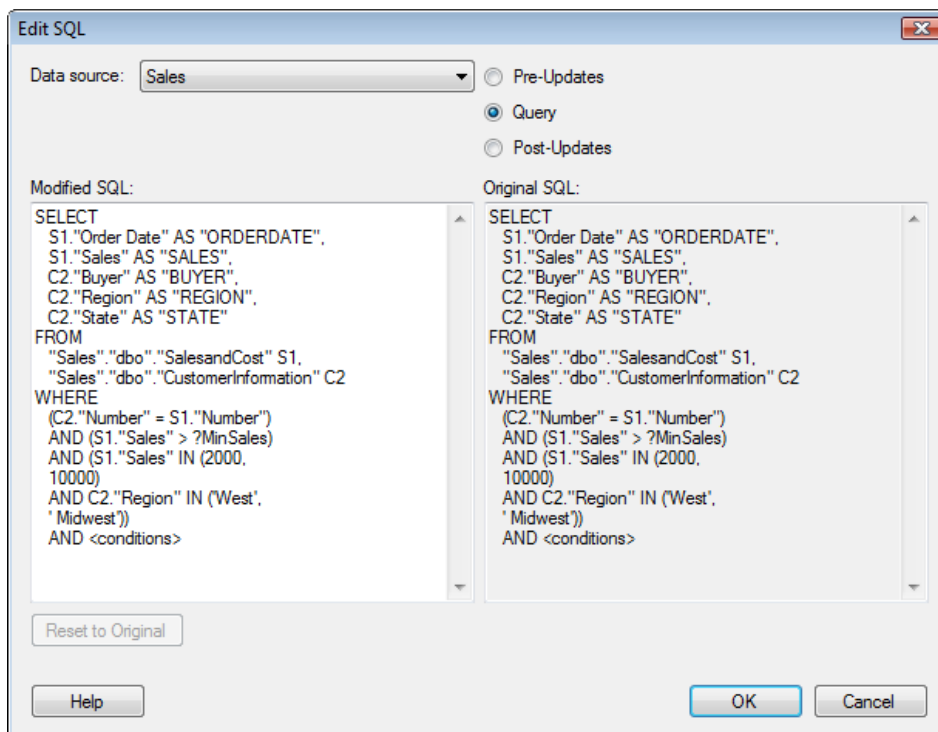 Edit SQL
Data source:
Sales
Pre-Updates
Query
Post-Updates
Modified SQL:
SELECT
S1."Order Date" AS "ORDERDATE",
S1."Sales" AS "SALES",
C2."Buyer" AS "BUYER",
C2."Region" AS "REGION",
C2."State" AS "STATE"
FROM
"Sales"."dbo"."SalesandCost" S1,
"Sales"."dbo"."CustomerInformation" C2
WHERE
(C2."Number" = S1."Number")
AND (S1."Sales" > ?MinSales)
AND (S1."Sales" IN (2000,
10000)
AND C2."Region" IN ('West',
' Midwest'))
AND <conditions>
Original SQL:
SELECT
S1."Order Date" AS "ORDERDATE",
S1."Sales" AS "SALES",
C2."Buyer" AS "BUYER",
C2."Region" AS "REGION",
C2."State" AS "STATE"
FROM
"Sales"."dbo"."SalesandCost" S1,
"Sales"."dbo"."CustomerInformation" C2
WHERE
(C2."Number" = S1."Number")
AND (S1."Sales" > ?MinSales)
AND (S1."Sales" IN (2000,
10000)
AND C2."Region" IN ('West',
' Midwest'))
AND <conditions>
Reset to Original
Help
OK
Cancel